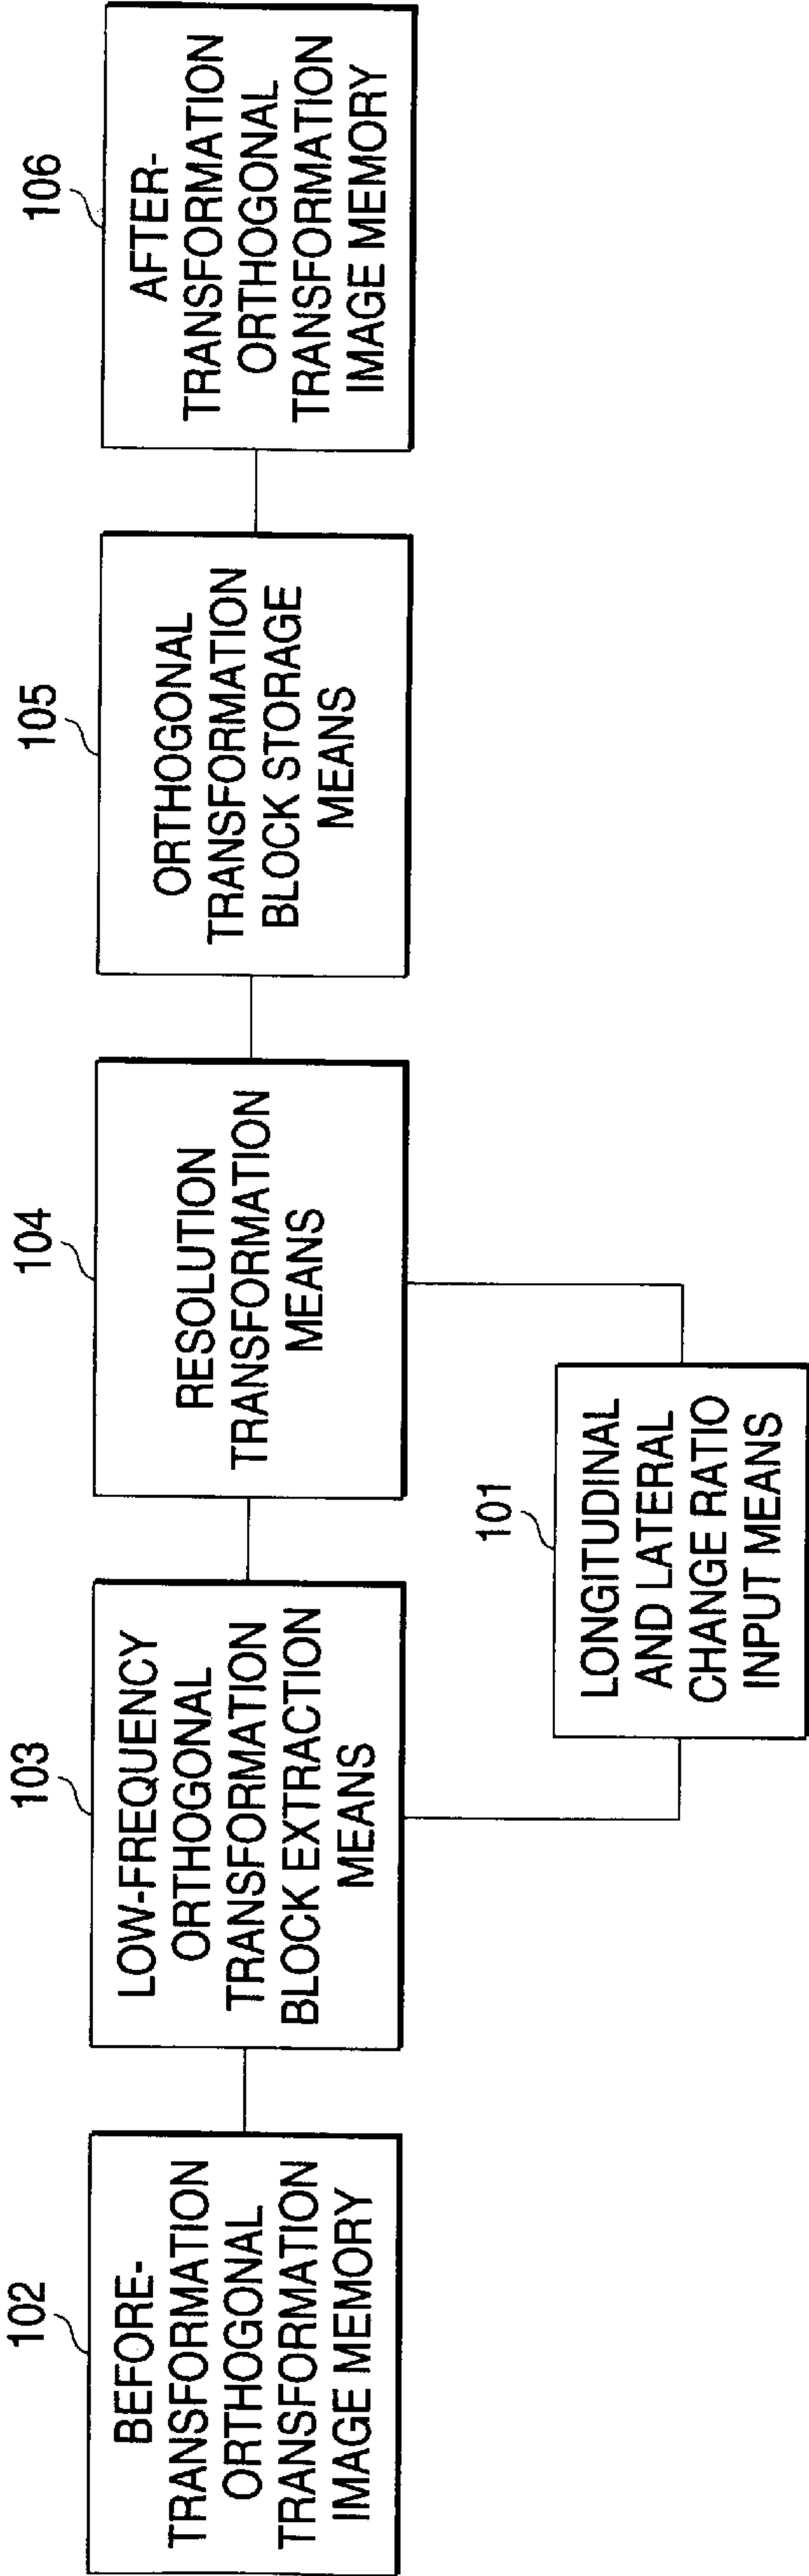 102
BEFORE-
TRANSFORMATION
ORTHOGONAL
TRANSFORMATION
IMAGE MEMORY
103
LOW-FREQUENCY
ORTHOGONAL
TRANSFORMATION
BLOCK EXTRACTION
MEANS
104
RESOLUTION
TRANSFORMATION
MEANS
105
ORTHOGONAL
TRANSFORMATION
BLOCK STORAGE
MEANS
106
AFTER-
TRANSFORMATION
ORTHOGONAL
TRANSFORMATION
IMAGE MEMORY
101
LONGITUDINAL
AND LATERAL
CHANGE RATIO
INPUT MEANS